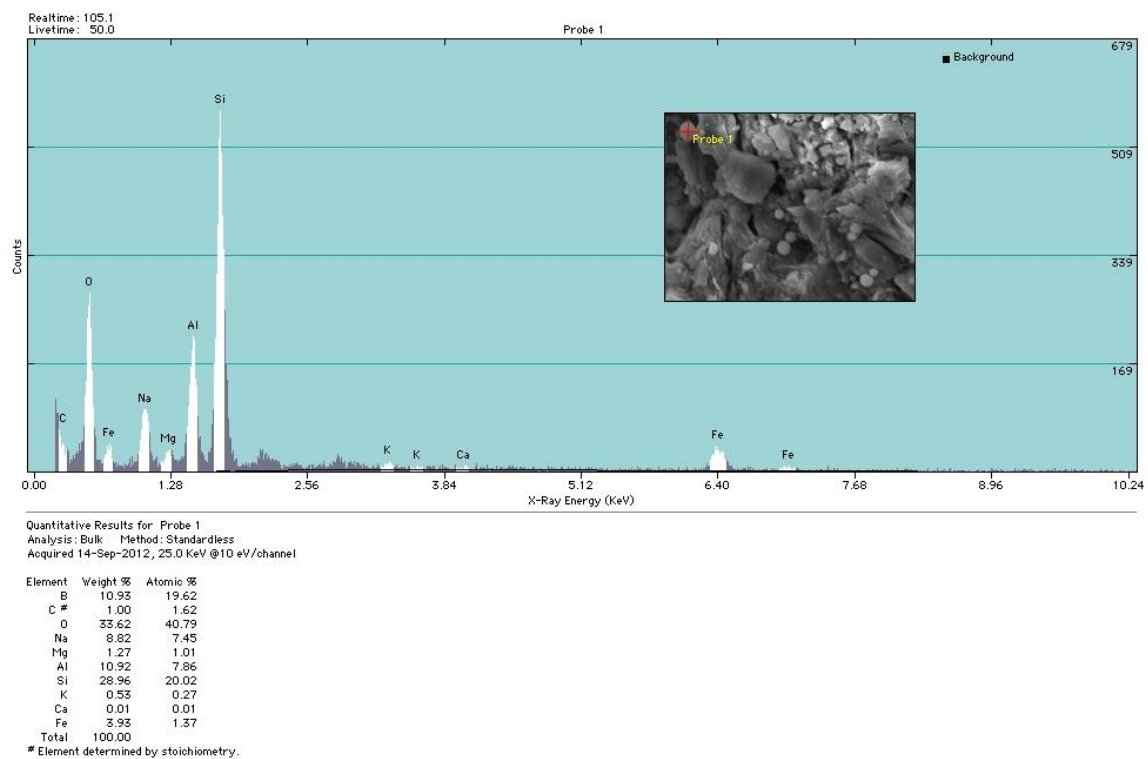 Realtime: 105.1
Livetime: 50.0
Probe 1
679
Background
Si
Probe 1
509
Counts
339
O
Al
169
Na
C
Fe
Mg
K
K
Ca
Fe
Fe
0.00 1.28 2.56 3.84 5.12 6.40 7.68 8.96 10.24
X-Ray Energy (KeV)
Quantitative Results for Probe 1
Analysis: Bulk Method: Standardless
Acquired 14-Sep-2012, 25.0 KeV @10 eV/channel
Element Weight % Atomic %
B 10.93 19.62
C # 1.00 1.62
O 33.62 40.79
Na 8.82 7.45
Mg 1.27 1.01
Al 10.92 7.86
Si 28.96 20.02
K 0.53 0.27
Ca 0.01 0.01
Fe 3.93 1.37
Total 100.00
# Element determined by stoichiometry.